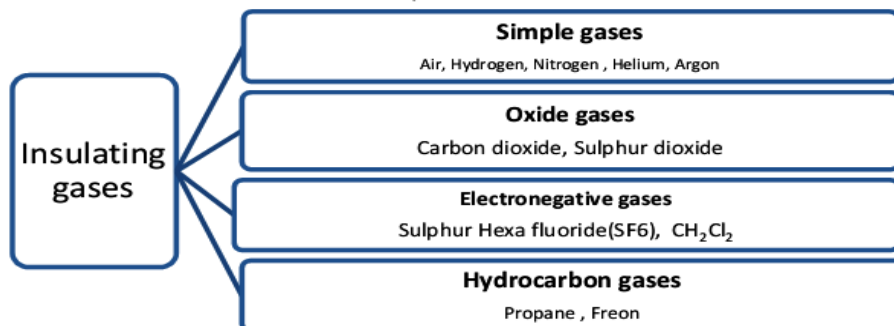 Insulating
gases
Simple gases
Air, Hydrogen, Nitrogen , Helium, Argon
Oxide gases
Carbon dioxide, Sulphur dioxide
Electronegative gases
Sulphur Hexa fluoride(SF6), CH₂Cl₂
Hydrocarbon gases
Propane , Freon